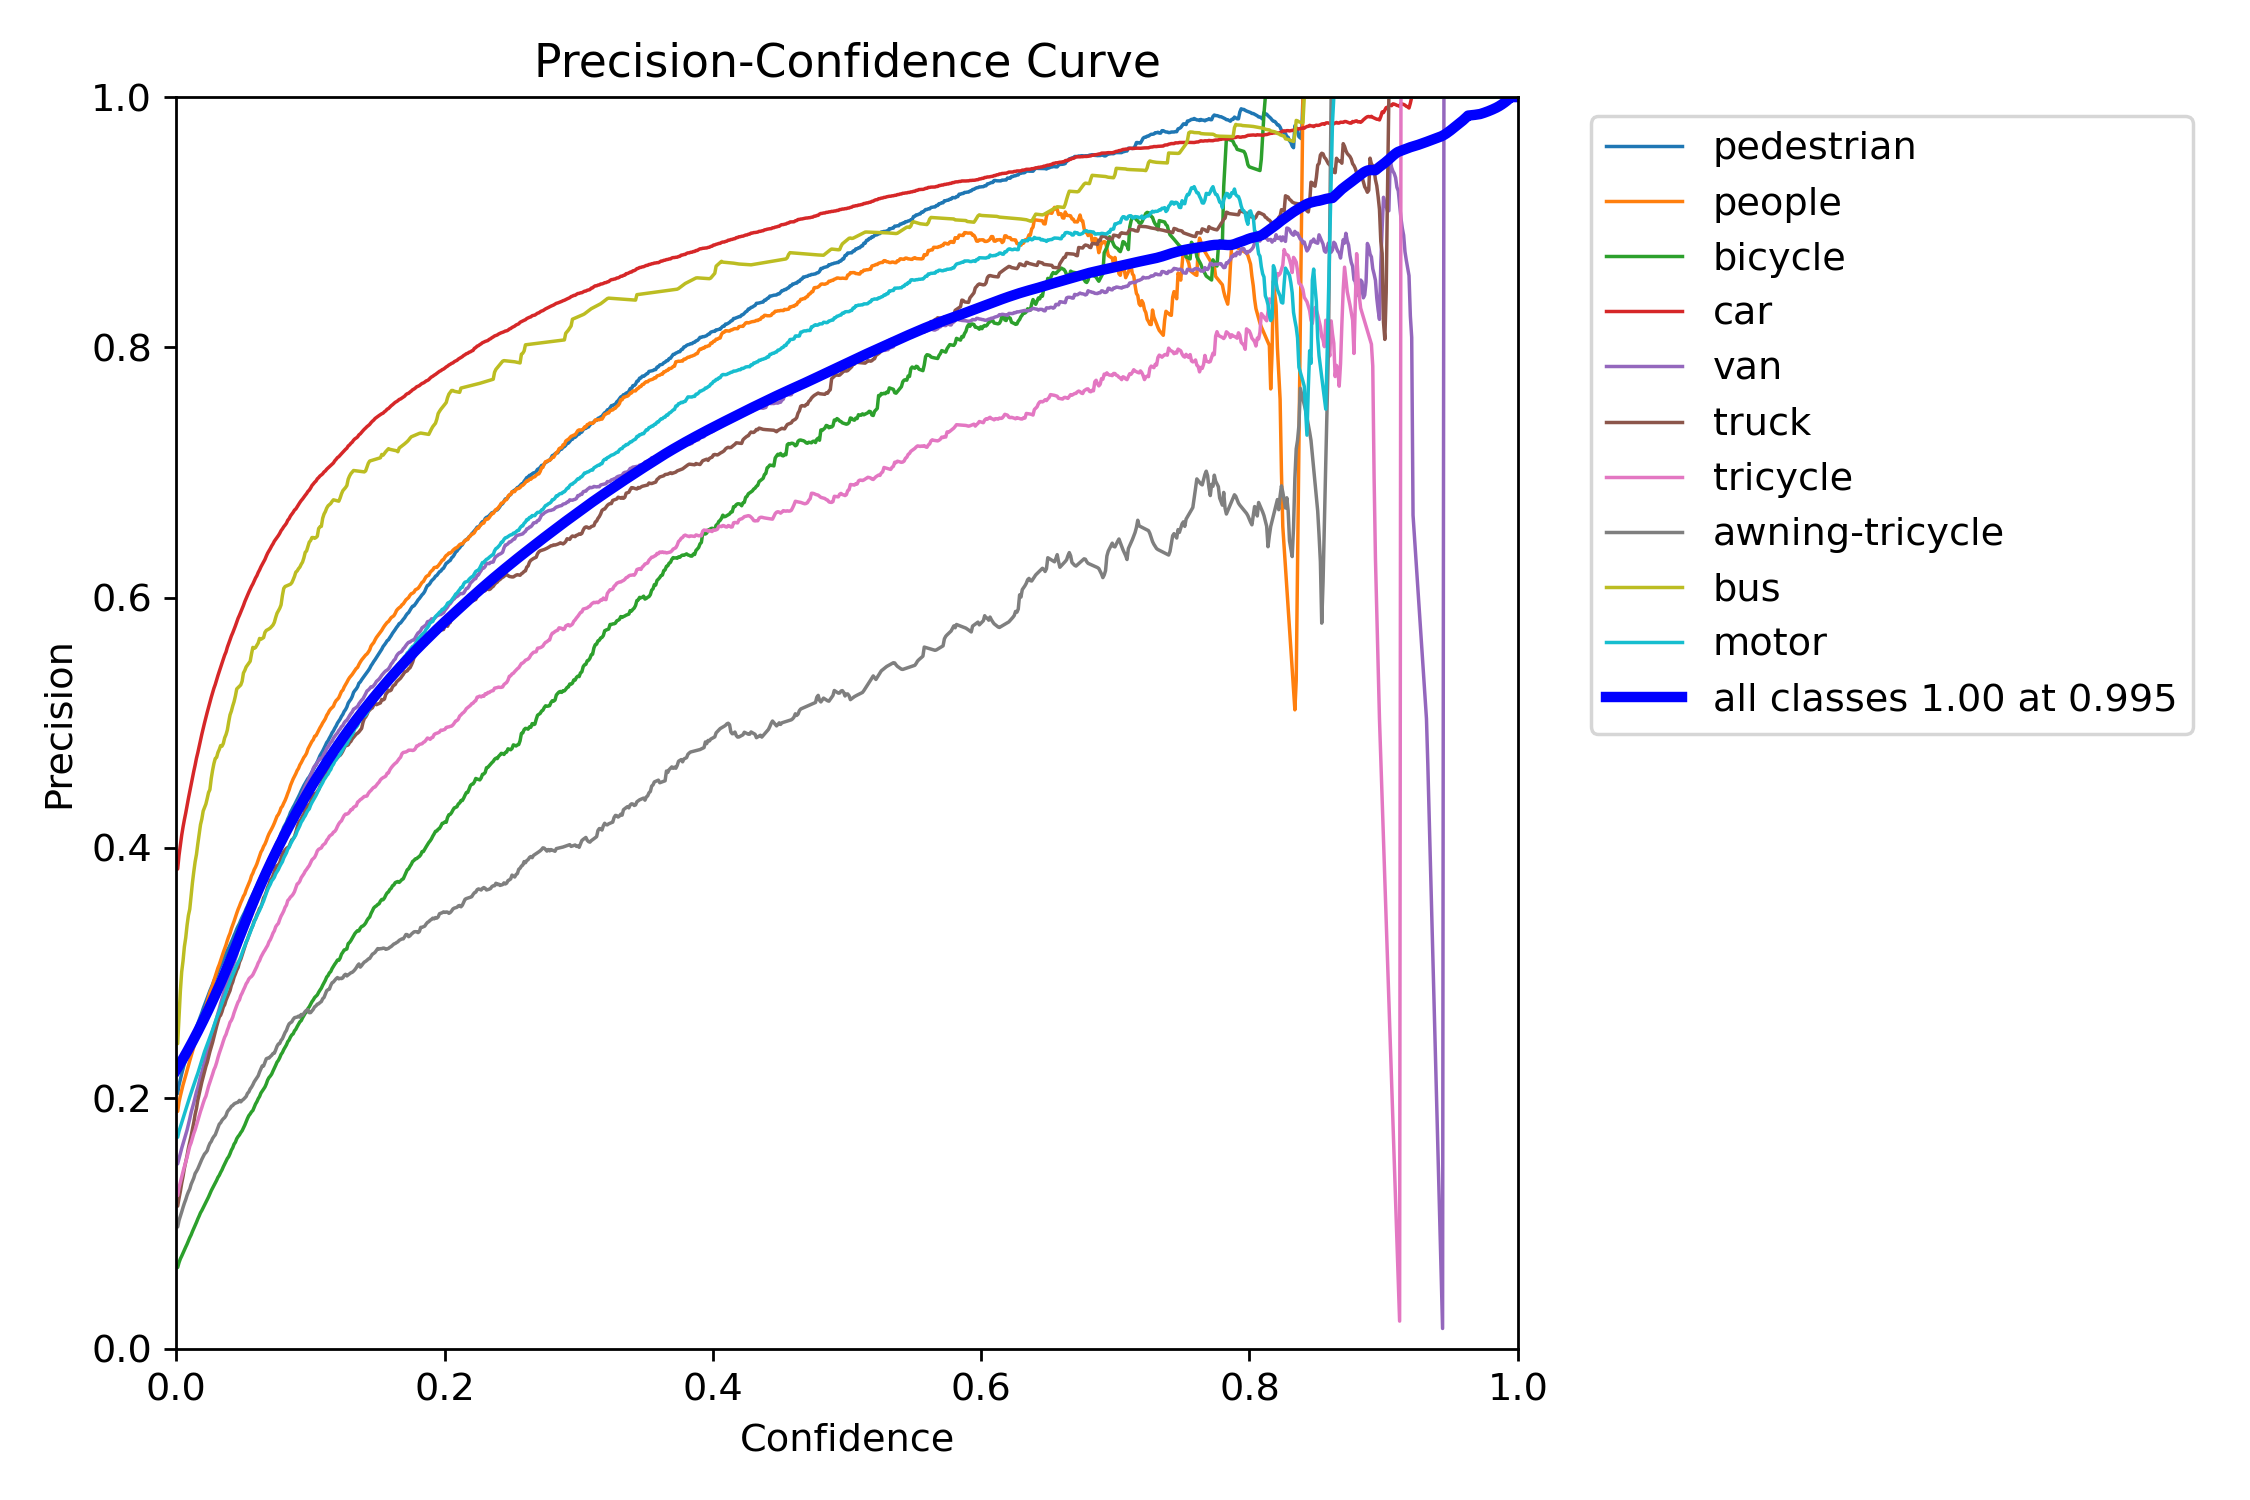 Precision-Confidence Curve
1.0
0.8
0.6
0.4
0.2
0.0
Precision
0.0 0.2 0.4 0.6 0.8 1.0
Confidence
pedestrian
people
bicycle
car
van
truck
tricycle
awning-tricycle
bus
motor
all classes 1.00 at 0.995